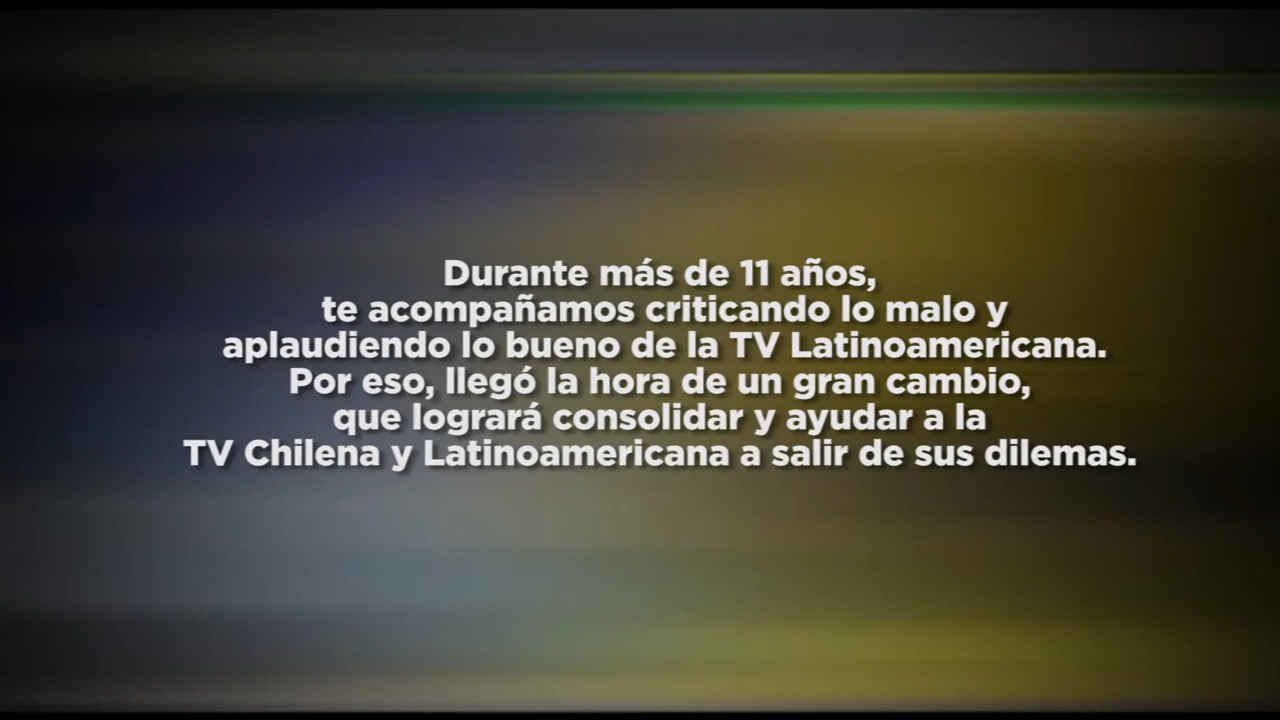 Durante más de 11 años,
te acompañamos criticando lo malo y
aplaudiendo lo bueno de la TV Latinoamericana.
Por eso, llegó la hora de un gran cambio,
que logrará consolidar y ayudar a la
TV Chilena y Latinoamericana a salir de sus dilemas.